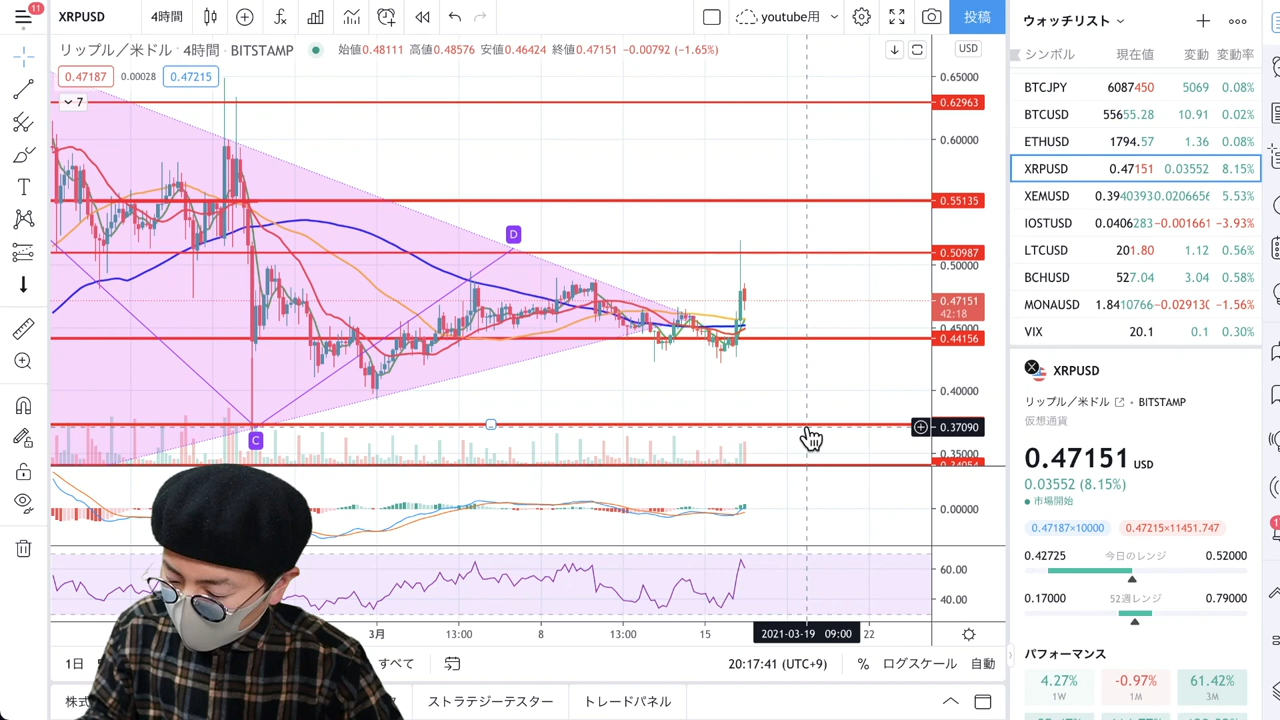 11
XRPUSD
4時間
youtube用
投稿
リップル／米ドル · 4時間 · BITSTAMP
始値0.48111 高値0.48576 安値0.46424 終値0.47151 −0.00792 (−1.65%)
USD
0.47187
0.00028
0.47215
7
0.65000
0.62963
0.60000
0.55135
0.50987
0.50000
0.47151
42:18
0.45000
0.44156
0.40000
0.37090
0.35000
0.34054
D
C
0.00000
60.00
40.00
3月
13:00
8
13:00
15
2021-03-19 09:00
22
1日
すべて
20:17:41 (UTC+9)
%
ログスケール
自動
株式
ストラテジーテスター
トレードパネル
ウォッチリスト
シンボル 現在値 変動 変動率
BTCJPY 6087450 5069 0.08%
BTCUSD 55655.28 10.91 0.02%
ETHUSD 1794.57 1.36 0.08%
XRPUSD 0.47151 0.03552 8.15%
XEMUSD 0.394039300.0206656 5.53%
IOSTUSD 0.0406283 −0.001661 −3.93%
LTCUSD 201.80 1.12 0.56%
BCHUSD 527.04 3.04 0.58%
MONAUSD 1.8410766 −0.029130 −1.56%
VIX 20.1 0.1 0.30%
XRPUSD
リップル／米ドル • BITSTAMP
仮想通貨
0.47151 USD
0.03552 (8.15%)
市場開始
0.47187×10000
0.47215×11451.747
0.42725 今日のレンジ 0.52000
0.17000 52週レンジ 0.79000
パフォーマンス
4.27%
1W
−0.97%
1M
61.42%
3M